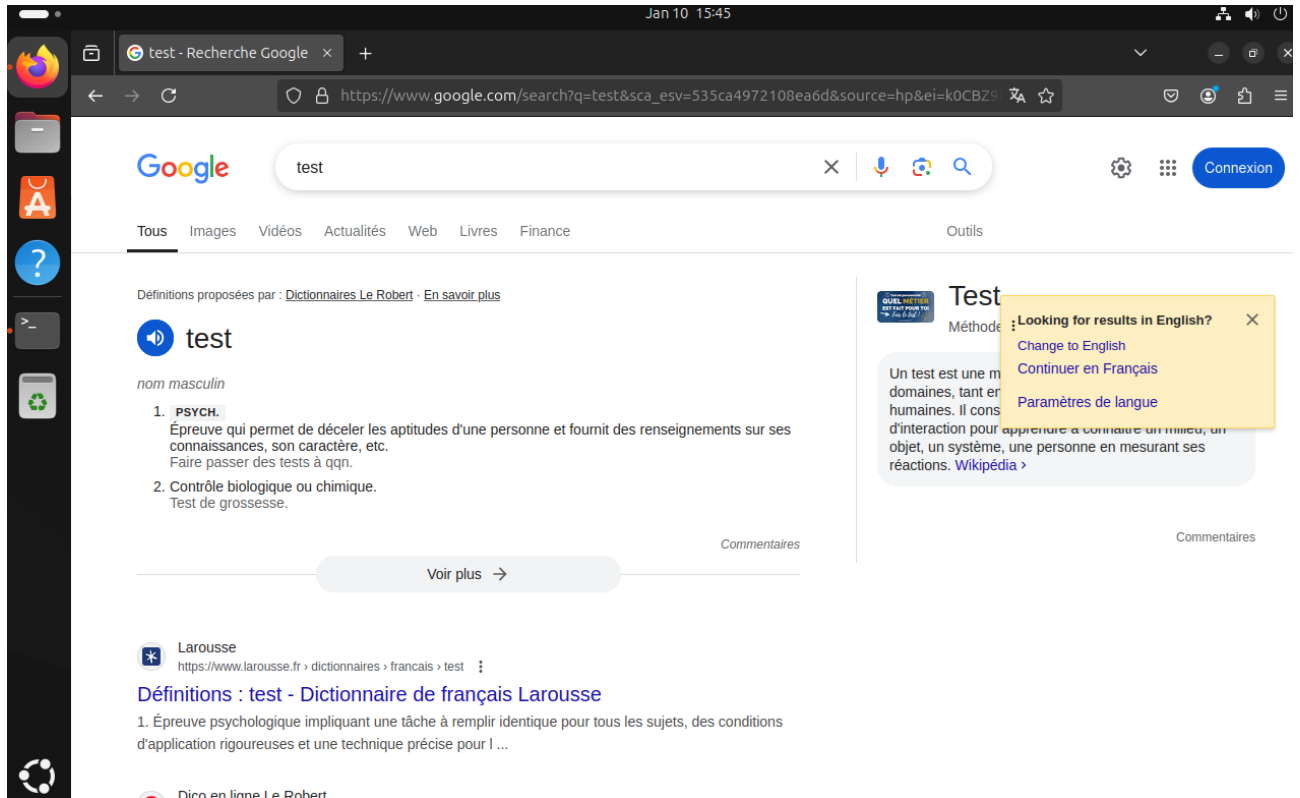 Jan 10 15:45
test - Recherche Google
https://www.google.com/search?q=test&sca_esv=535ca4972108ea6d&source=hp&ei=k0CBZ9
Google
test
Connexion
Tous Images Vidéos Actualités Web Livres Finance Outils
Définitions proposées par : Dictionnaires Le Robert · En savoir plus
test
nom masculin
1. PSYCH.
Épreuve qui permet de déceler les aptitudes d'une personne et fournit des renseignements sur ses
connaissances, son caractère, etc.
Faire passer des tests à qqn.
2. Contrôle biologique ou chimique.
Test de grossesse.
Commentaires
Voir plus →
Larousse
https://www.larousse.fr › dictionnaires › francais › test
Définitions : test - Dictionnaire de français Larousse
1. Épreuve psychologique impliquant une tâche à remplir identique pour tous les sujets, des conditions
d'application rigoureuses et une technique précise pour l ...
Dico en ligne Le Robert
QUEL MÉTIER
EST FAIT POUR TOI
Test
Méthode
Looking for results in English?
Change to English
Continuer en Français
Paramètres de langue
Un test est une m
domaines, tant en
humaines. Il cons
d'interaction pour apprendre à connaître un milieu, un
objet, un système, une personne en mesurant ses
réactions. Wikipédia ›
Commentaires